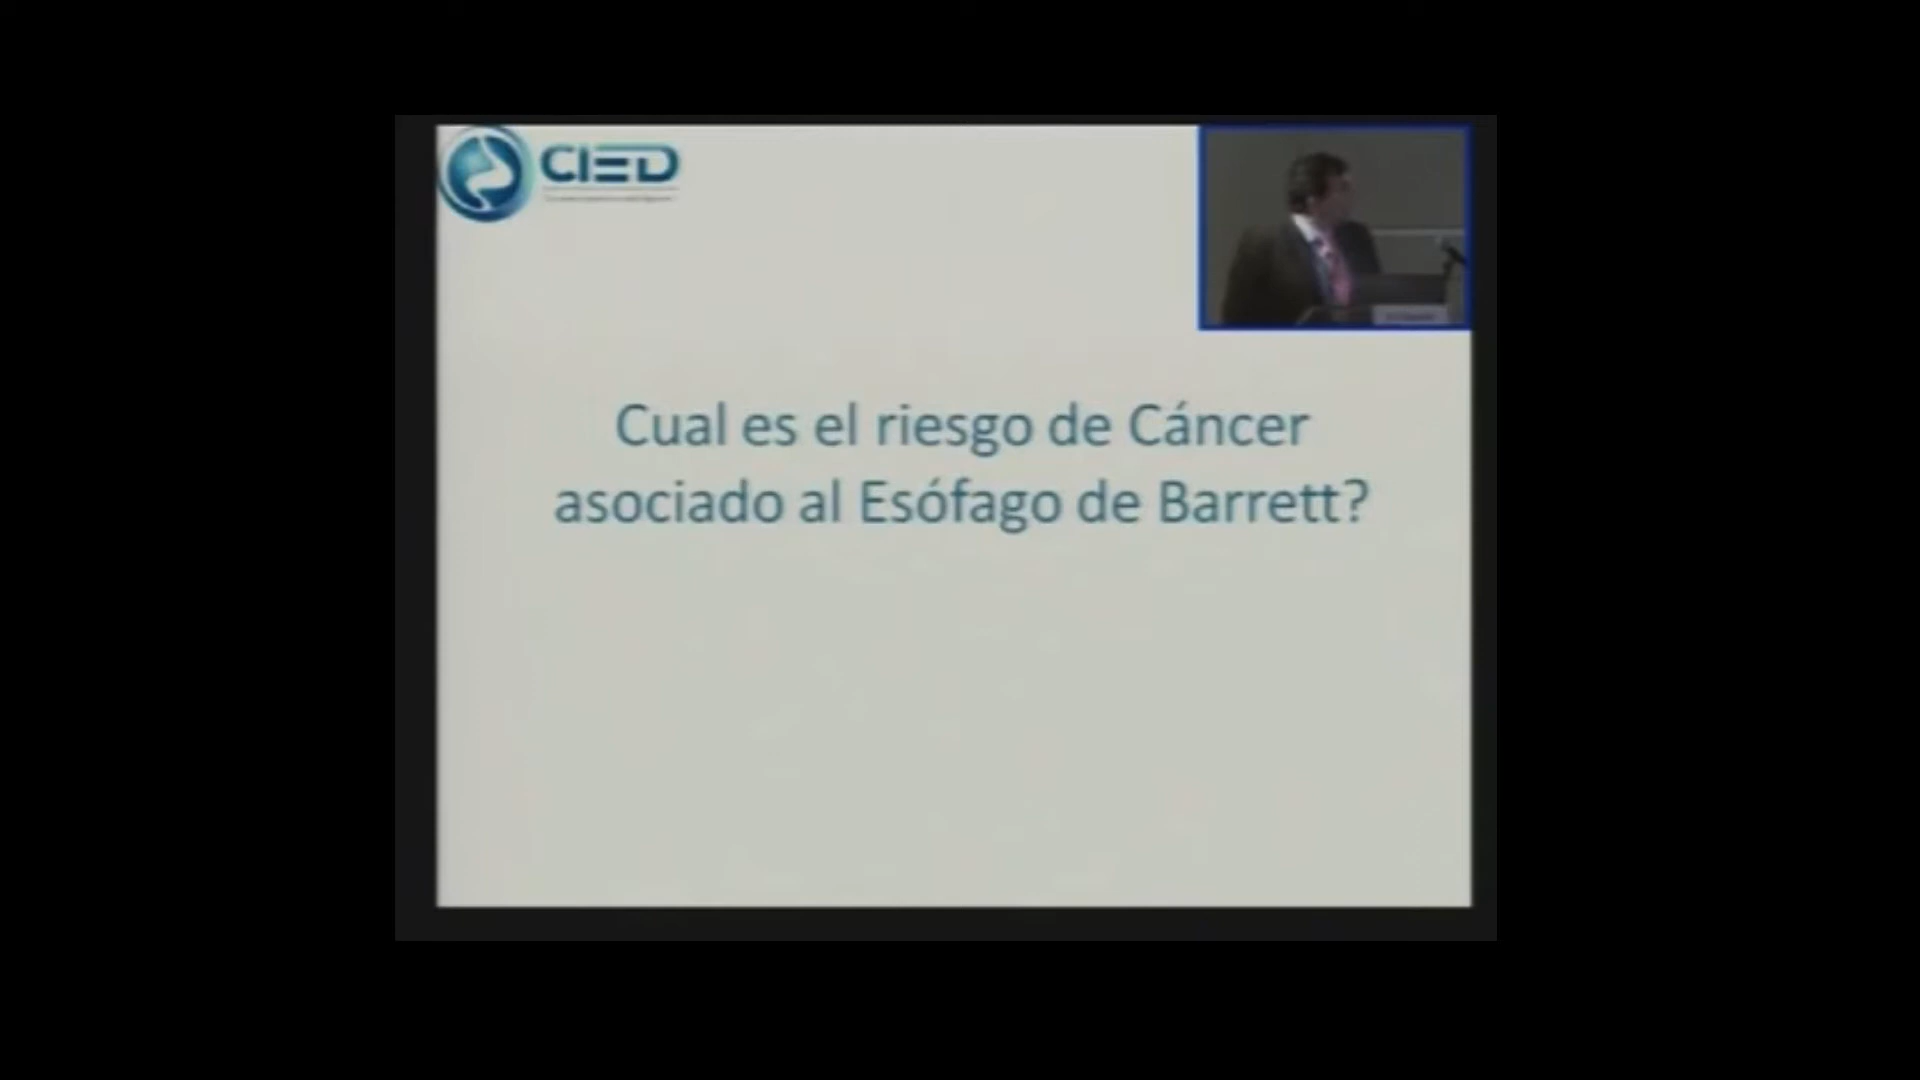 CIED
Cual es el riesgo de Cáncer
asociado al Esófago de Barrett?